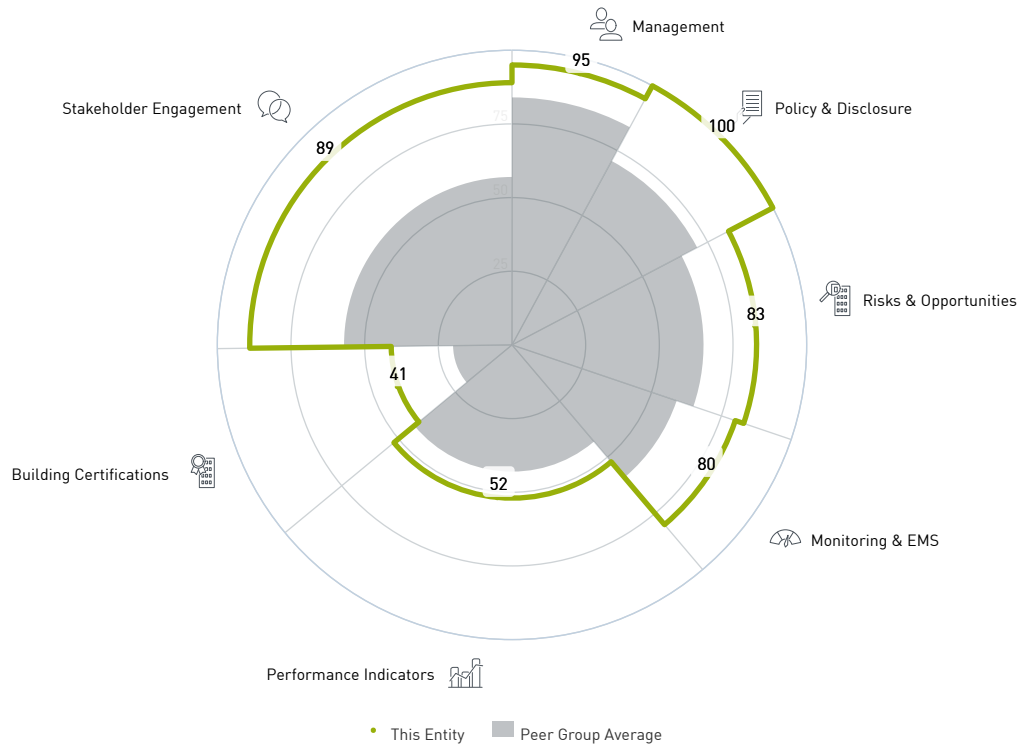 Management
95
Stakeholder Engagement
Policy & Disclosure
100
75
89
50
25
Risks & Opportunities
83
41
80
Building Certifications
52
Monitoring & EMS
Performance Indicators
This Entity
Peer Group Average